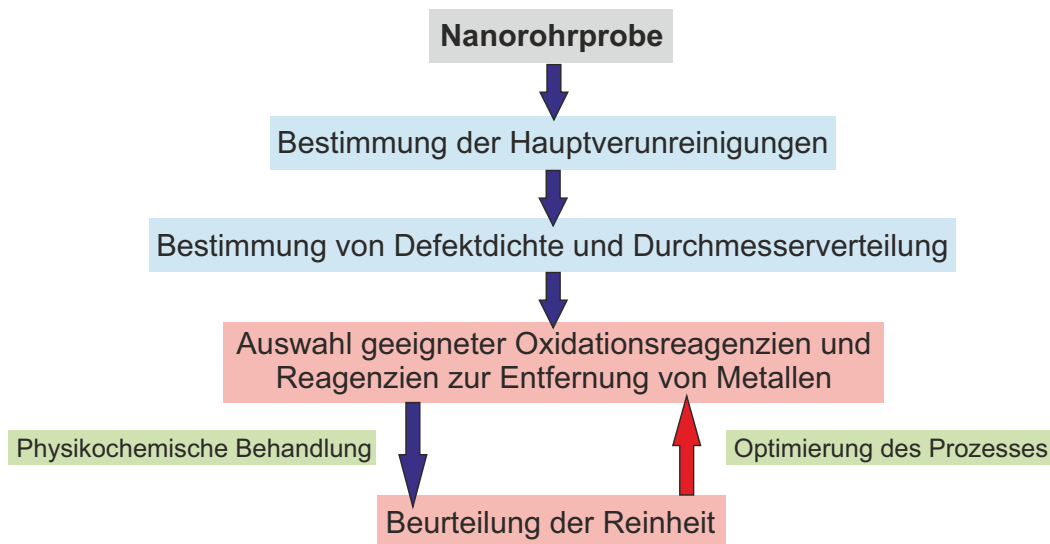 Nanorohrprobe
Bestimmung der Hauptverunreinigungen
Bestimmung von Defektdichte und Durchmesserverteilung
Auswahl geeigneter Oxidationsreagenzien und
Reagenzien zur Entfernung von Metallen
Physikochemische Behandlung
Optimierung des Prozesses
Beurteilung der Reinheit